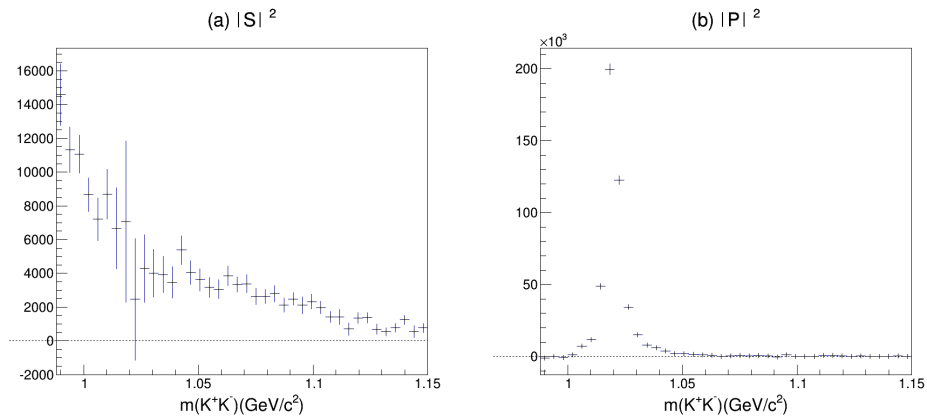 (a) |S| ²
16000
14000
12000
10000
8000
6000
4000
2000
0
-2000
1 1.05 1.1 1.15
m(K⁺K⁻)(GeV/c²)
(b) |P| ²
×10³
200
150
100
50
0
1 1.05 1.1 1.15
m(K⁺K⁻)(GeV/c²)